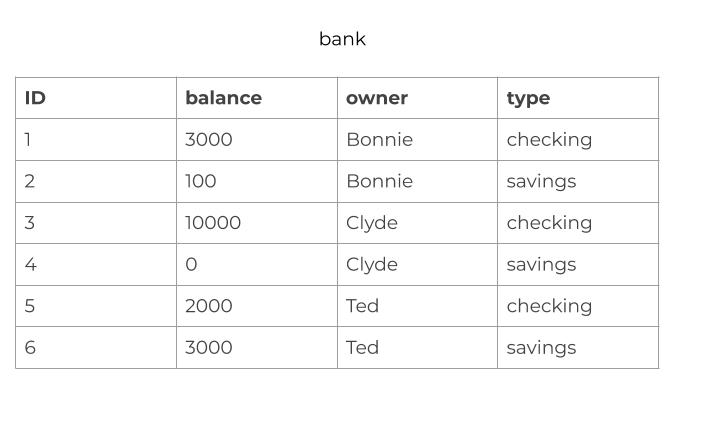 bank
ID balance owner type
1 3000 Bonnie checking
2 100 Bonnie savings
3 10000 Clyde checking
4 0 Clyde savings
5 2000 Ted checking
6 3000 Ted savings